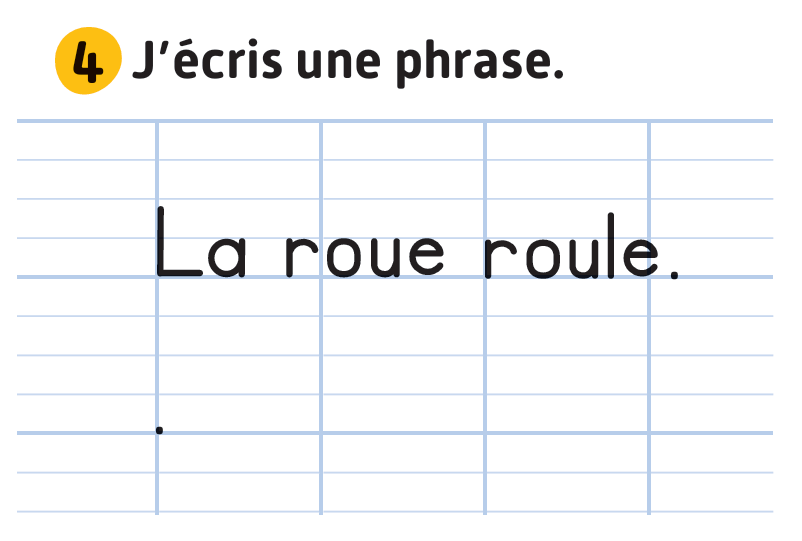 4 J'écris une phrase.
La roue roule.
.